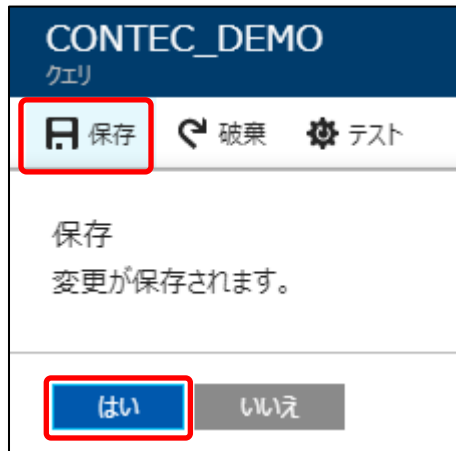 CONTEC_DEMO
クエリ
保存 破棄 テスト
保存
変更が保存されます。
はい いいえ